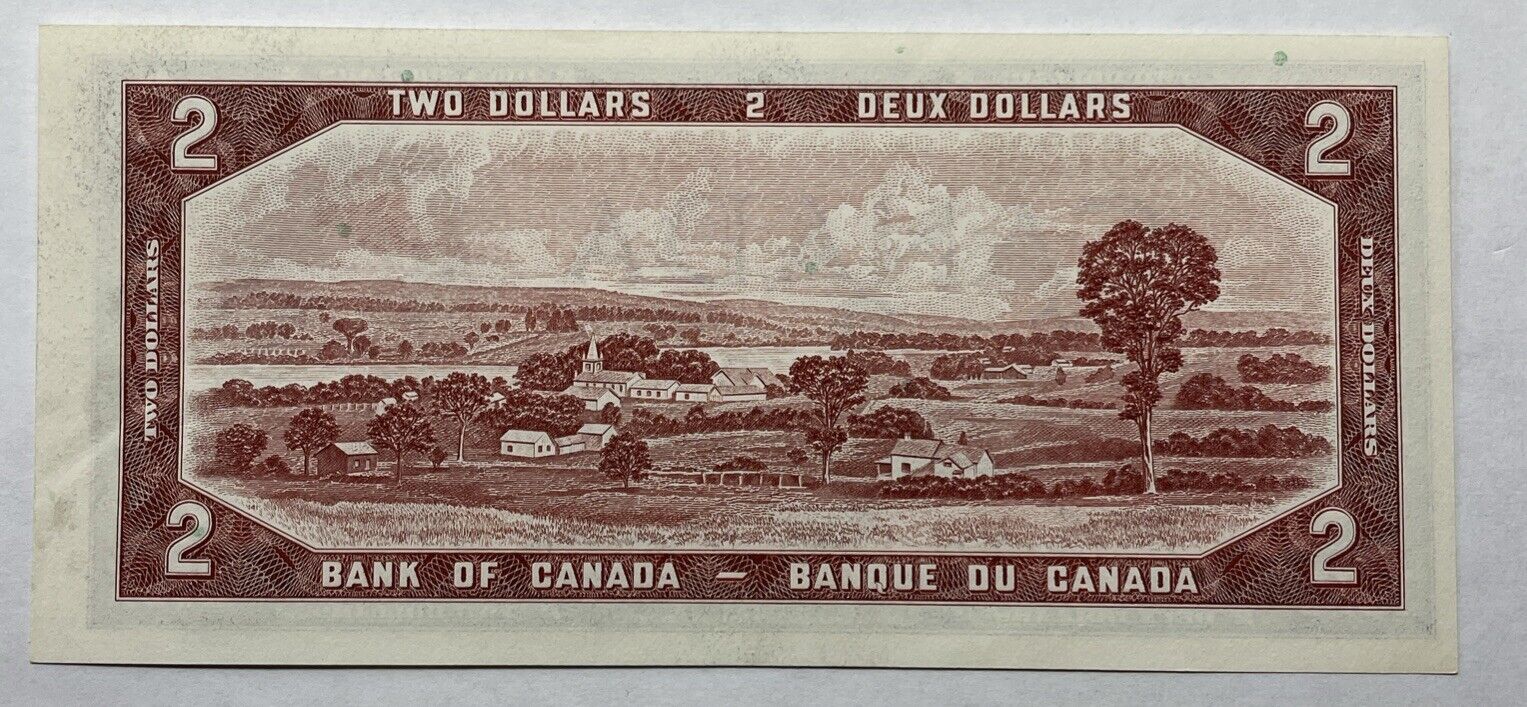 TWO DOLLARS 2 DEUX DOLLARS
2
2
TWO DOLLARS
DEUX DOLLARS
2
2
BANK OF CANADA – BANQUE DU CANADA